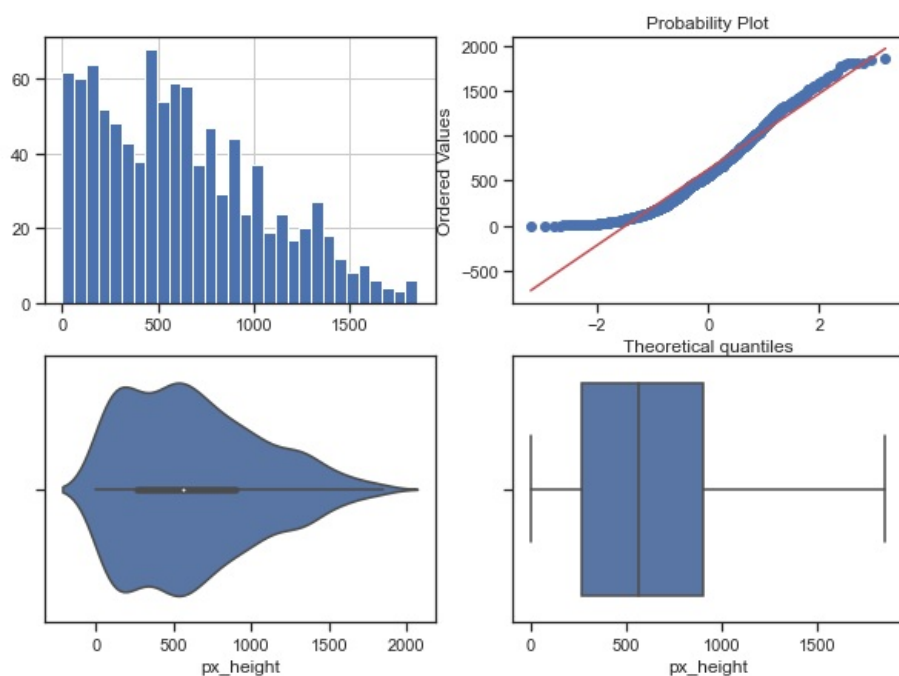 Probability Plot
60
40
20
0
0 500 1000 1500
Ordered Values
2000
1500
1000
500
0
−500
−2 0 2
Theoretical quantiles
0 500 1000 1500 2000
px_height
0 500 1000 1500
px_height